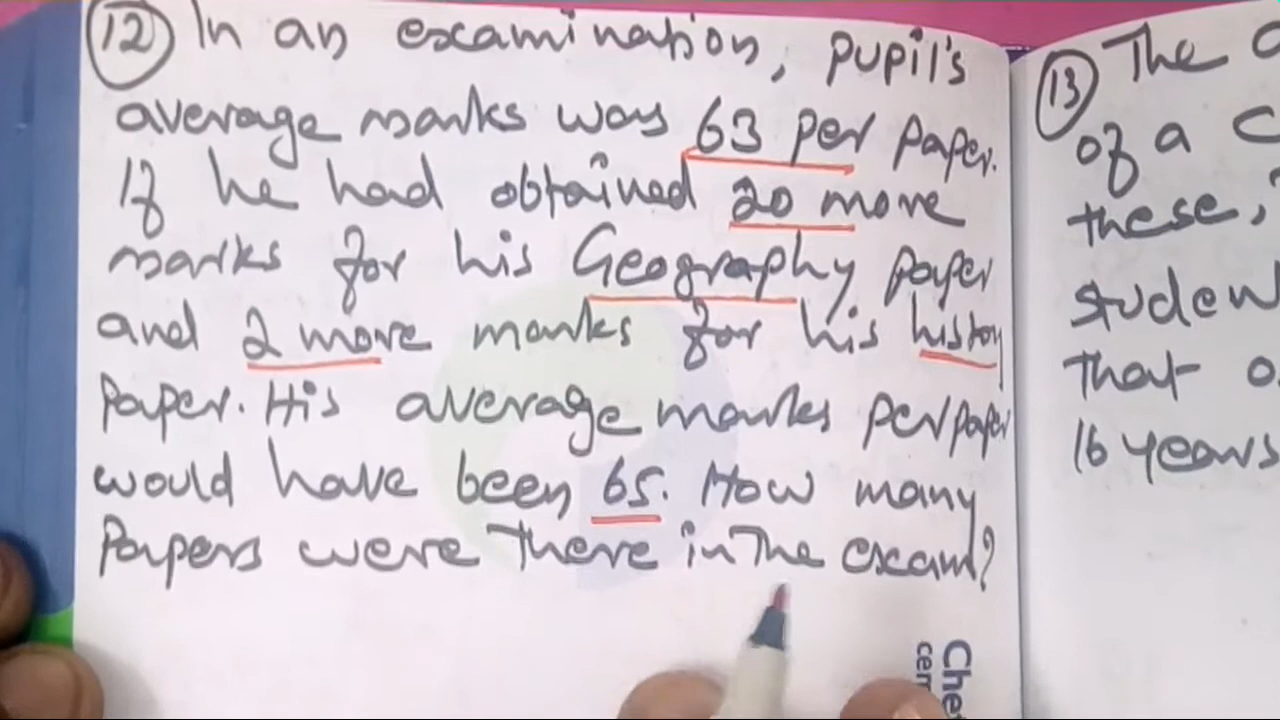 (12) In an examination, pupil's
average marks was 63 per paper.
If he had obtained 20 more
marks for his Geography paper
and 2 more marks for his history
paper. His average marks per paper
would have been 65. How many
papers were there in the exam?
(13) The
of a C
these,
studen
that o
16 years
Che
cem